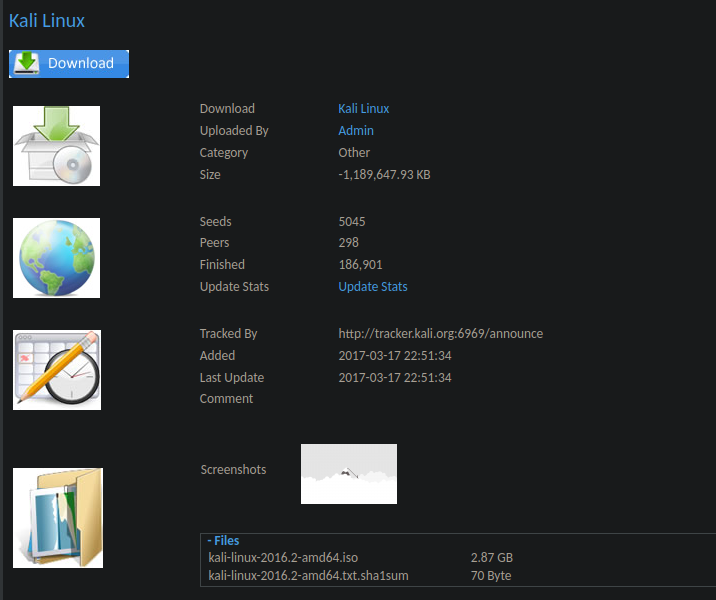 Kali Linux
Download
Download Kali Linux
Uploaded By Admin
Category Other
Size -1,189,647.93 KB
Seeds 5045
Peers 298
Finished 186,901
Update Stats Update Stats
Tracked By http://tracker.kali.org:6969/announce
Added 2017-03-17 22:51:34
Last Update 2017-03-17 22:51:34
Comment
Screenshots
- Files
kali-linux-2016.2-amd64.iso 2.87 GB
kali-linux-2016.2-amd64.txt.sha1sum 70 Byte